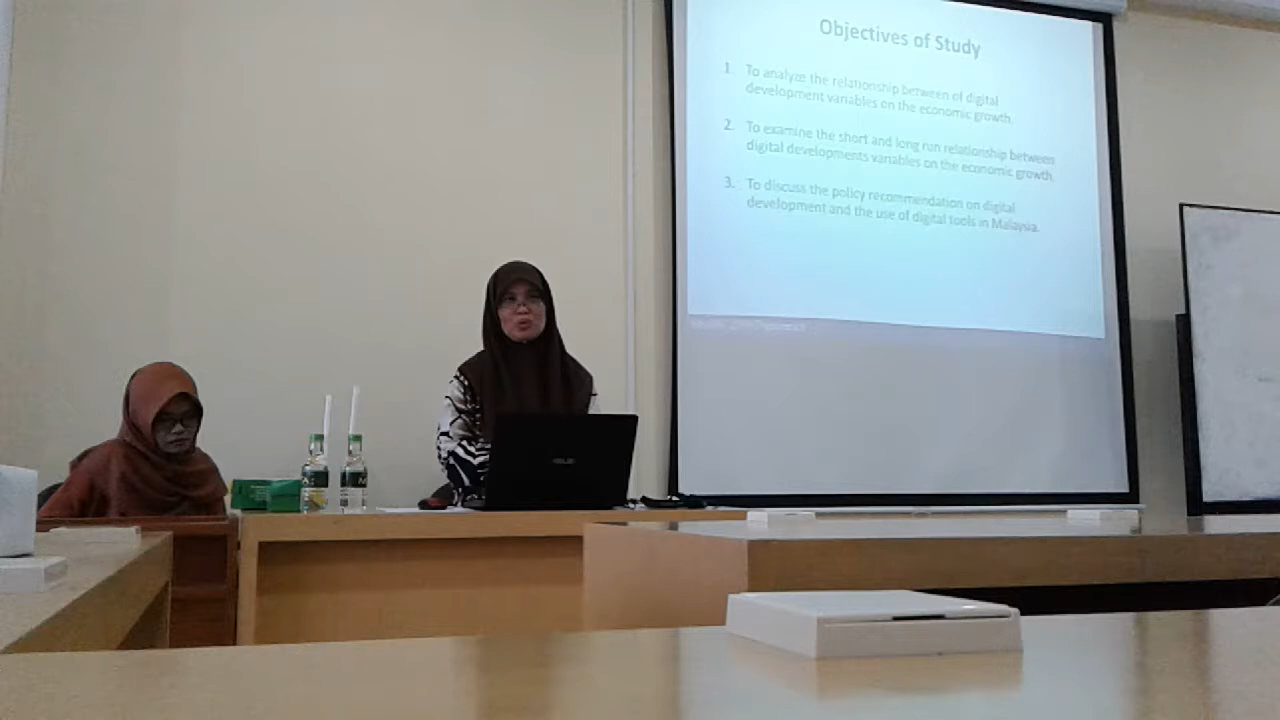 Objectives of Study
1. To analyze the relationship between of digital
development variables on the economic growth.
2. To examine the short and long run relationship between
digital developments variables on the economic growth.
3. To discuss the policy recommendation on digital
development and the use of digital tools in Malaysia.
ASUS